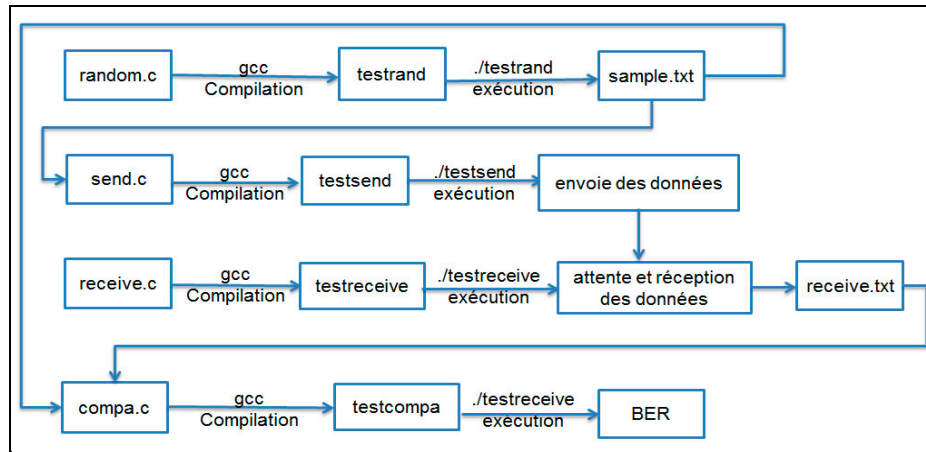 random.c
gcc
Compilation
testrand
./testrand
exécution
sample.txt
send.c
gcc
Compilation
testsend
./testsend
exécution
envoie des données
receive.c
gcc
Compilation
testreceive
./testreceive
exécution
attente et réception
des données
receive.txt
compa.c
gcc
Compilation
testcompa
./testreceive
exécution
BER